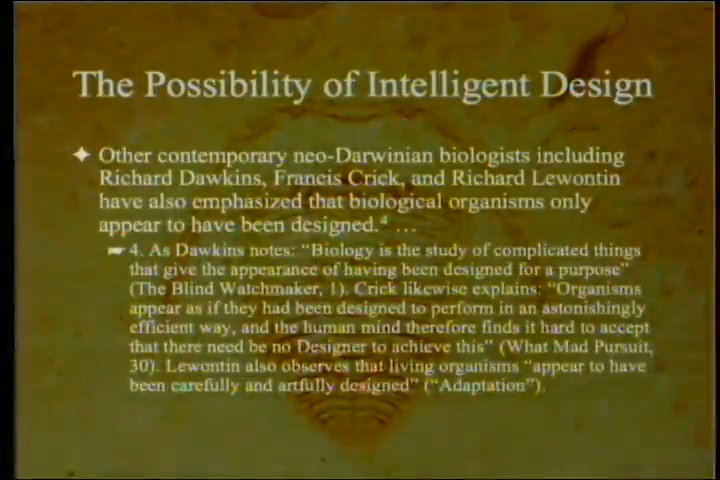 The Possibility of Intelligent Design
Other contemporary neo-Darwinian biologists including
Richard Dawkins, Francis Crick, and Richard Lewontin
have also emphasized that biological organisms only
appear to have been designed.⁴ …
4. As Dawkins notes: “Biology is the study of complicated things
that give the appearance of having been designed for a purpose”
(The Blind Watchmaker, 1). Crick likewise explains: “Organisms
appear as if they had been designed to perform in an astonishingly
efficient way, and the human mind therefore finds it hard to accept
that there need be no Designer to achieve this” (What Mad Pursuit,
30). Lewontin also observes that living organisms “appear to have
been carefully and artfully designed” (“Adaptation”).